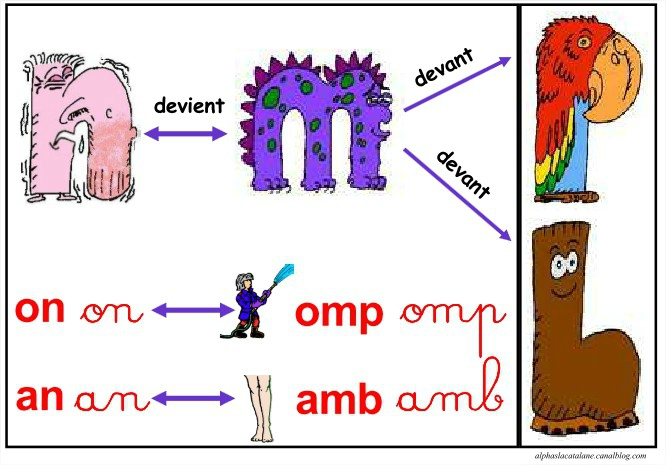 devient
devant
devant
on on omp omp
an an amb amb
alphaslacatalane.canalblog.com